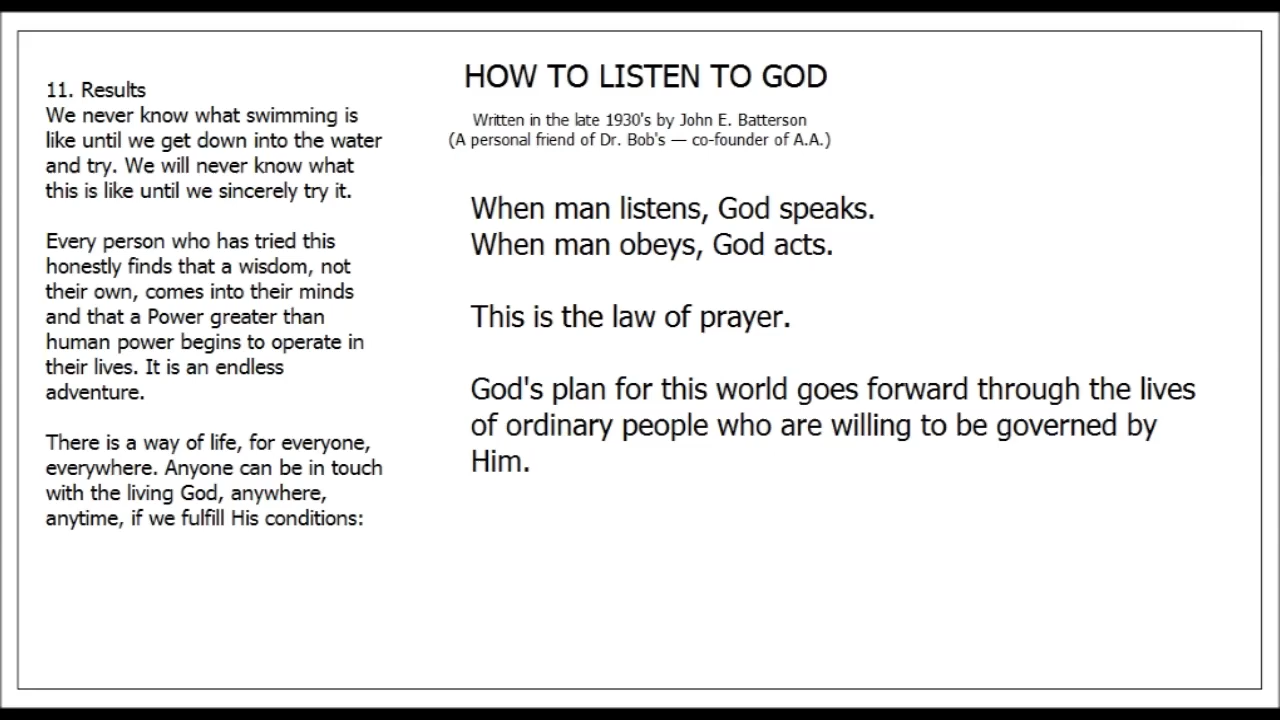 11. Results
We never know what swimming is
like until we get down into the water
and try. We will never know what
this is like until we sincerely try it.
Every person who has tried this
honestly finds that a wisdom, not
their own, comes into their minds
and that a Power greater than
human power begins to operate in
their lives. It is an endless
adventure.
There is a way of life, for everyone,
everywhere. Anyone can be in touch
with the living God, anywhere,
anytime, if we fulfill His conditions:
HOW TO LISTEN TO GOD
Written in the late 1930's by John E. Batterson
(A personal friend of Dr. Bob's — co-founder of A.A.)
When man listens, God speaks.
When man obeys, God acts.
This is the law of prayer.
God's plan for this world goes forward through the lives
of ordinary people who are willing to be governed by
Him.